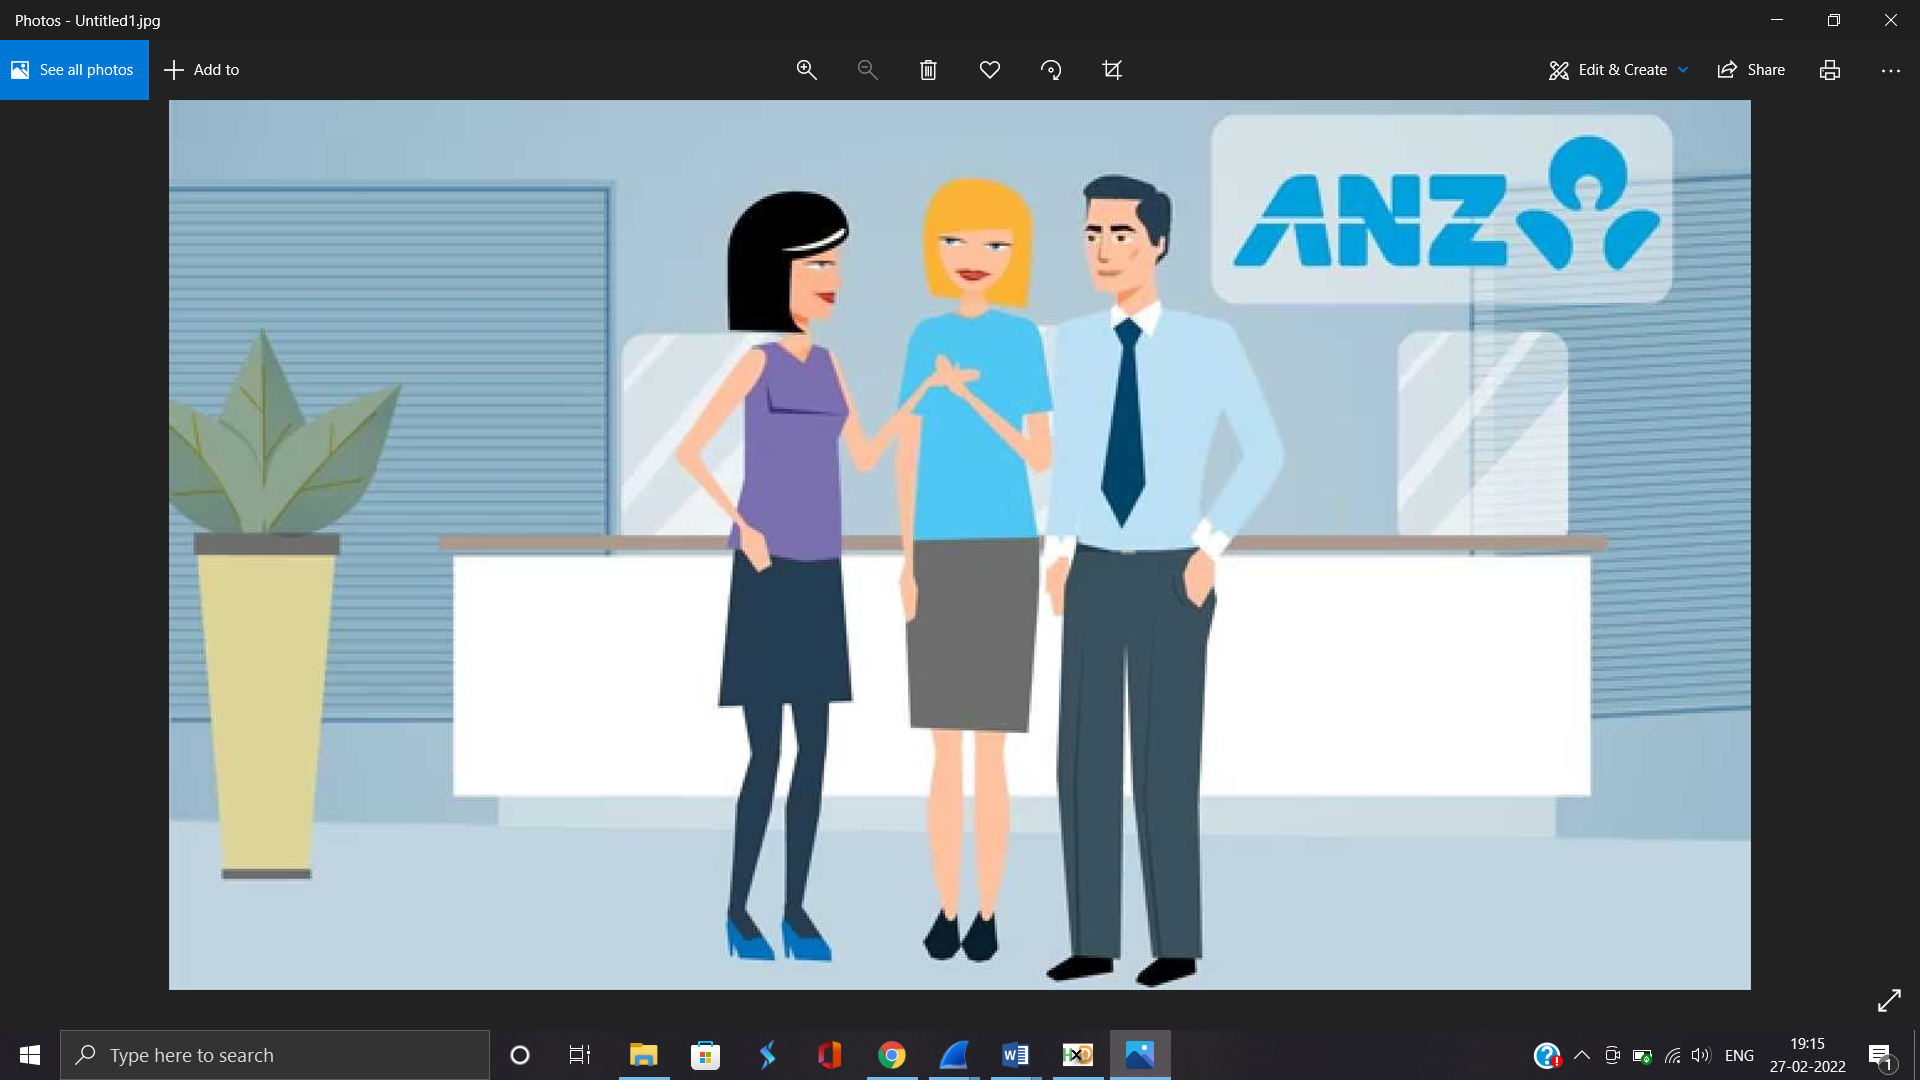 Photos - Untitled1.jpg
See all photos
Add to
Edit & Create
Share
ANZ
Type here to search
ENG
19:15
27-02-2022
1